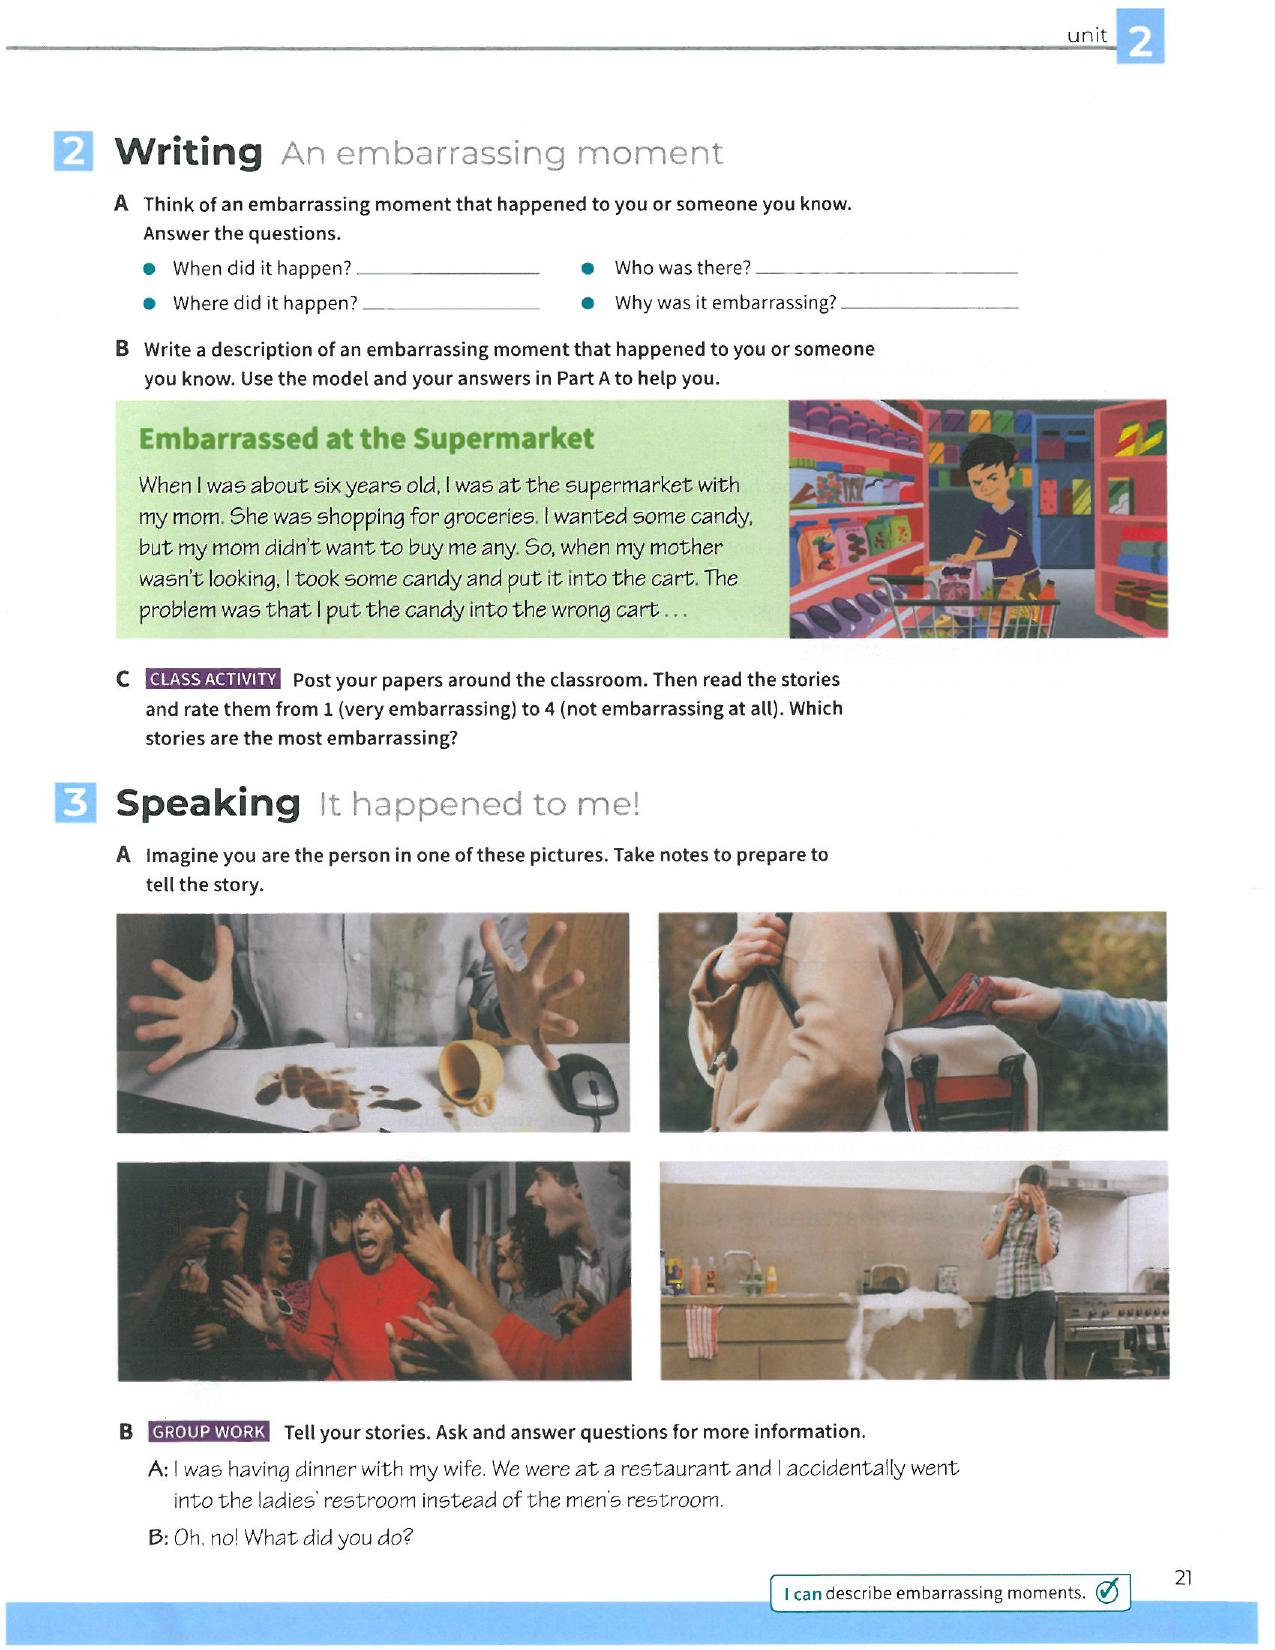 unit 2
2 Writing An embarrassing moment
A Think of an embarrassing moment that happened to you or someone you know.
Answer the questions.
• When did it happen?
• Who was there?
• Where did it happen?
• Why was it embarrassing?
B Write a description of an embarrassing moment that happened to you or someone
you know. Use the model and your answers in Part A to help you.
Embarrassed at the Supermarket
When I was about six years old, I was at the supermarket with
my mom. She was shopping for groceries. I wanted some candy,
but my mom didn't want to buy me any. So, when my mother
wasn't looking, I took some candy and put it into the cart. The
problem was that I put the candy into the wrong cart . . .
C CLASS ACTIVITY Post your papers around the classroom. Then read the stories
and rate them from 1 (very embarrassing) to 4 (not embarrassing at all). Which
stories are the most embarrassing?
3 Speaking It happened to me!
A Imagine you are the person in one of these pictures. Take notes to prepare to
tell the story.
B GROUP WORK Tell your stories. Ask and answer questions for more information.
A: I was having dinner with my wife. We were at a restaurant and I accidentally went
into the ladies' restroom instead of the men's restroom.
B: Oh, no! What did you do?
I can describe embarrassing moments.
21